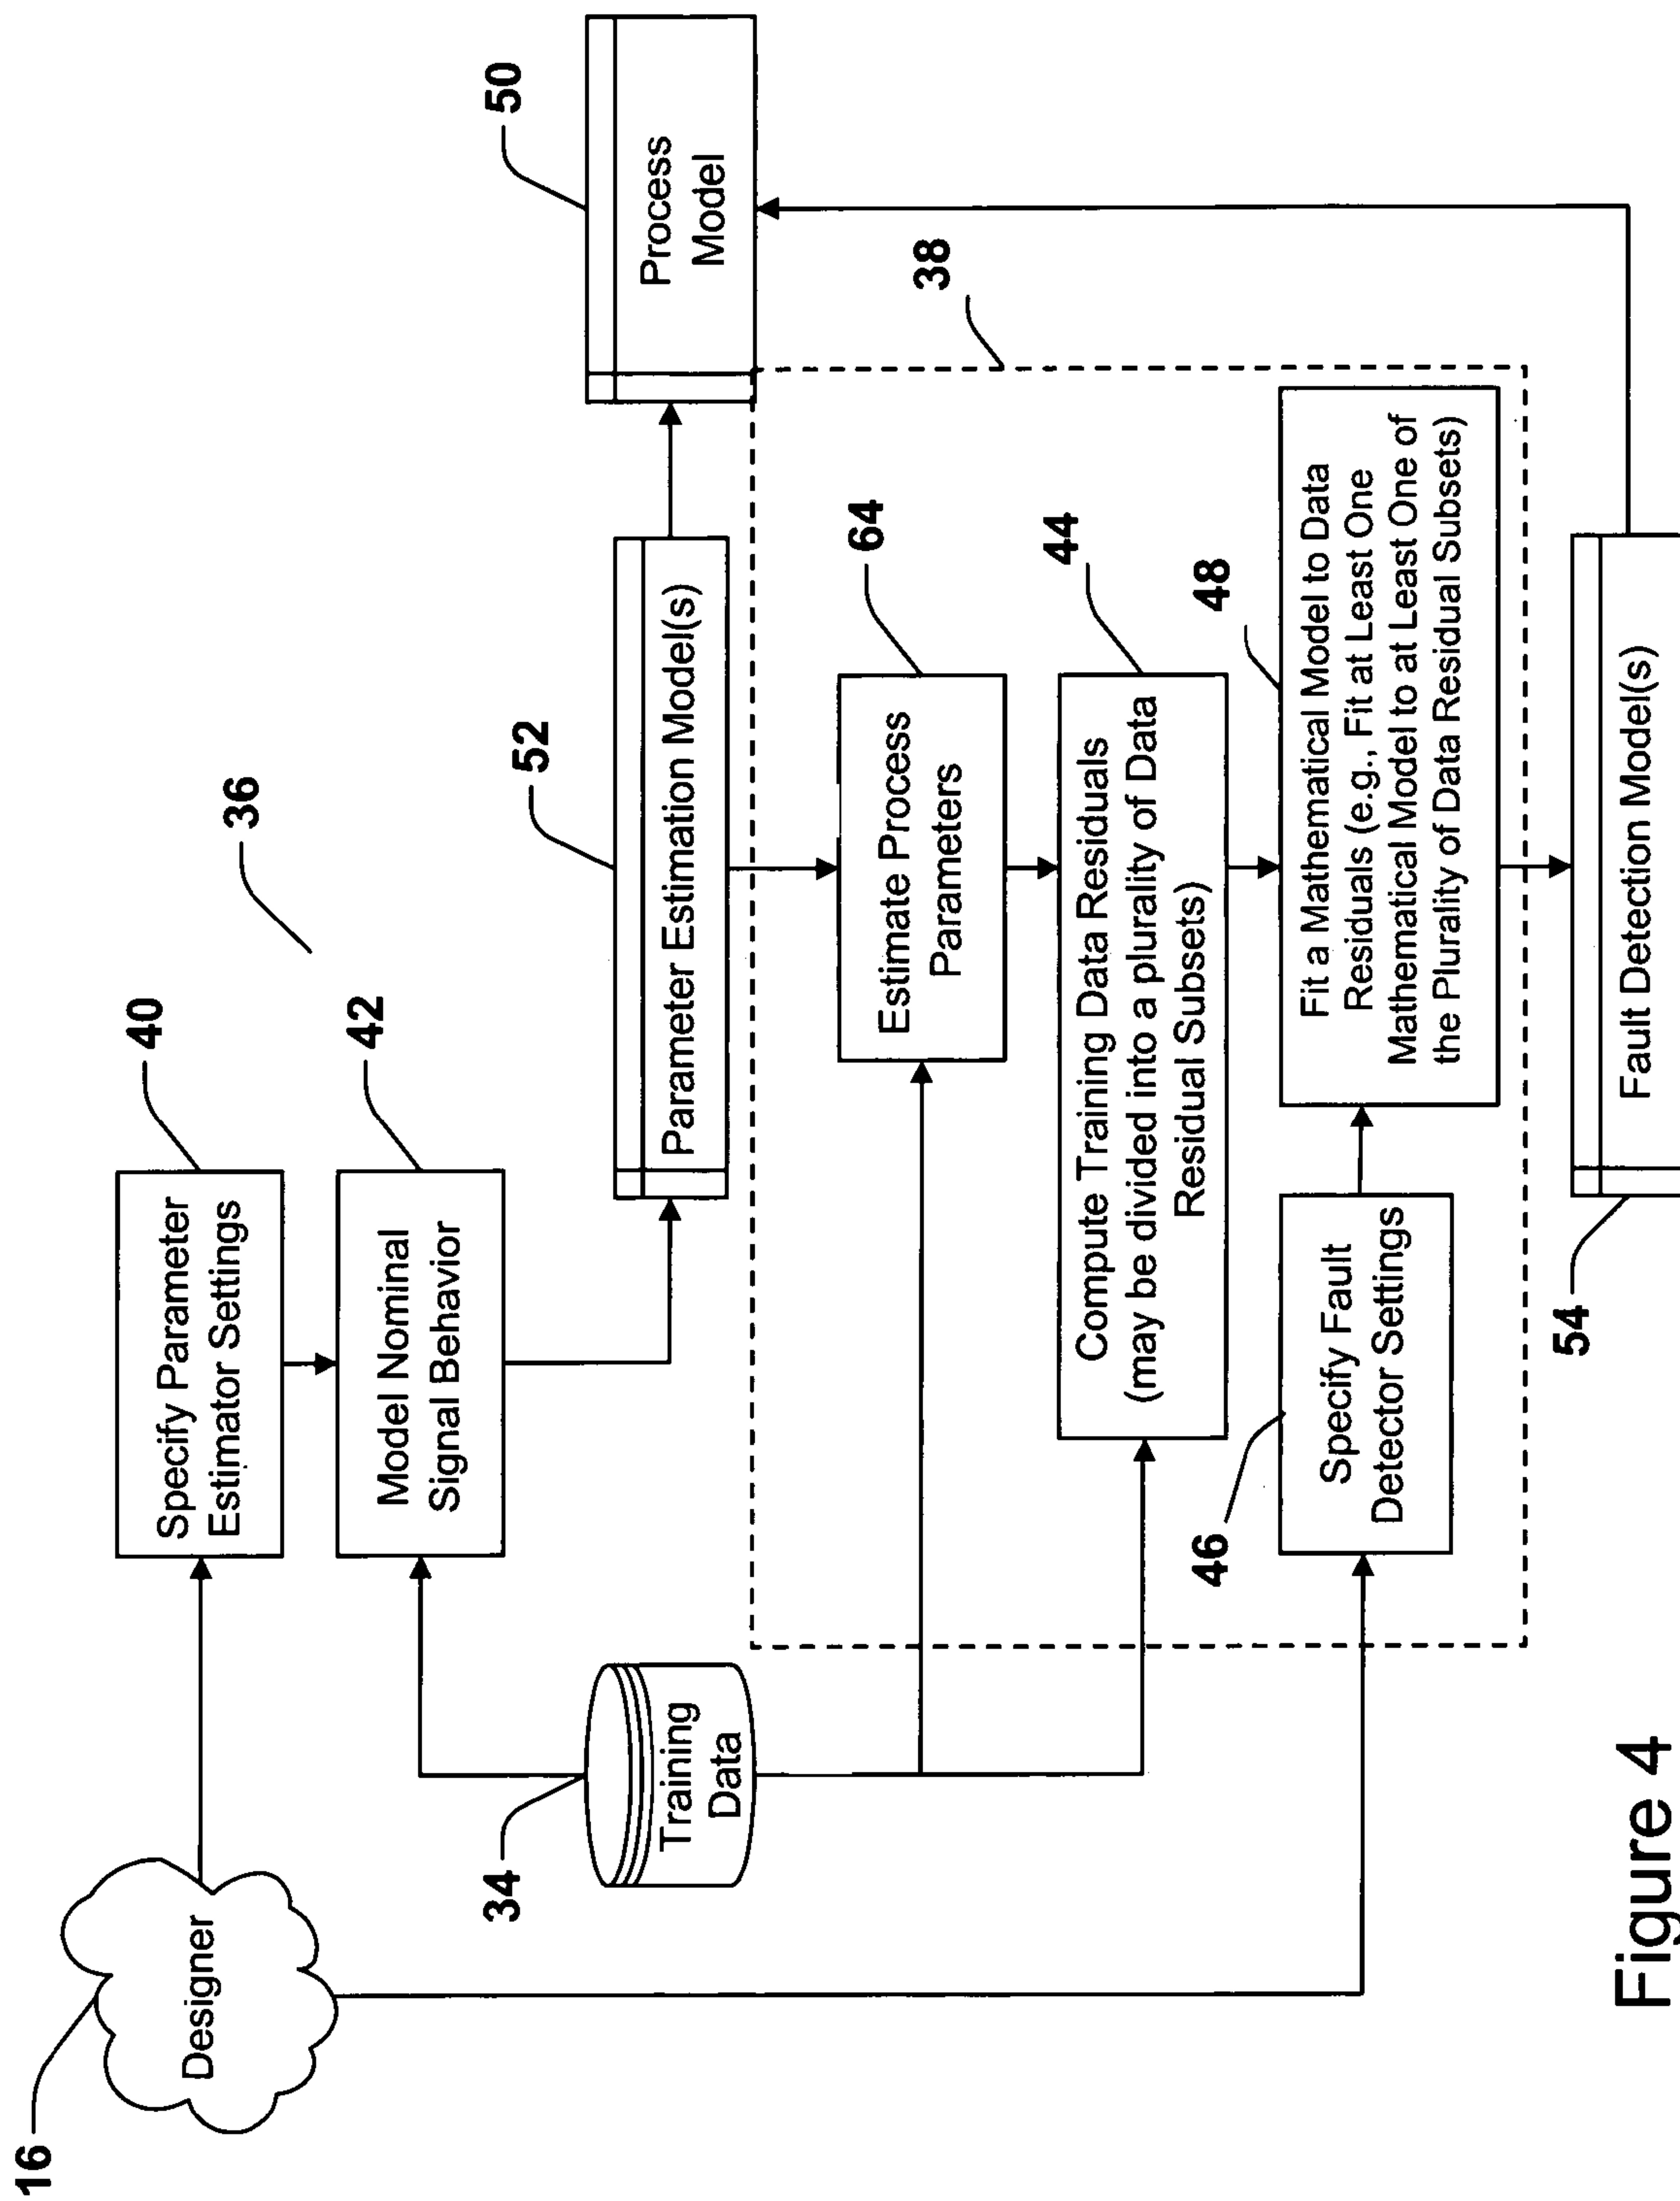 16
Designer
40
Specify Parameter
Estimator Settings
36
42
Model Nominal
Signal Behavior
34
Training
Data
52
Parameter Estimation Model(s)
50
Process
Model
38
64
Estimate Process
Parameters
44
Compute Training Data Residuals
(may be divided into a plurality of Data
Residual Subsets)
46
Specify Fault
Detector Settings
48
Fit a Mathematical Model to Data
Residuals (e.g., Fit at Least One
Mathematical Model to at Least One of
the Plurality of Data Residual Subsets)
54
Fault Detection Model(s)
Figure 4